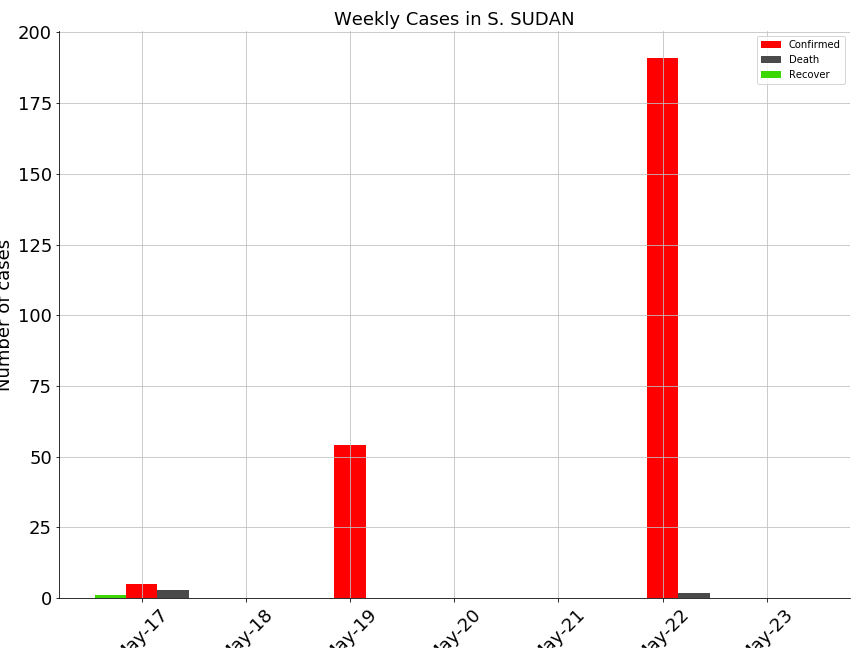 Weekly Cases in S. SUDAN
Confirmed
Death
Recover
Number of cases
200
175
150
125
100
75
50
25
0
May-17
May-18
May-19
May-20
May-21
May-22
May-23